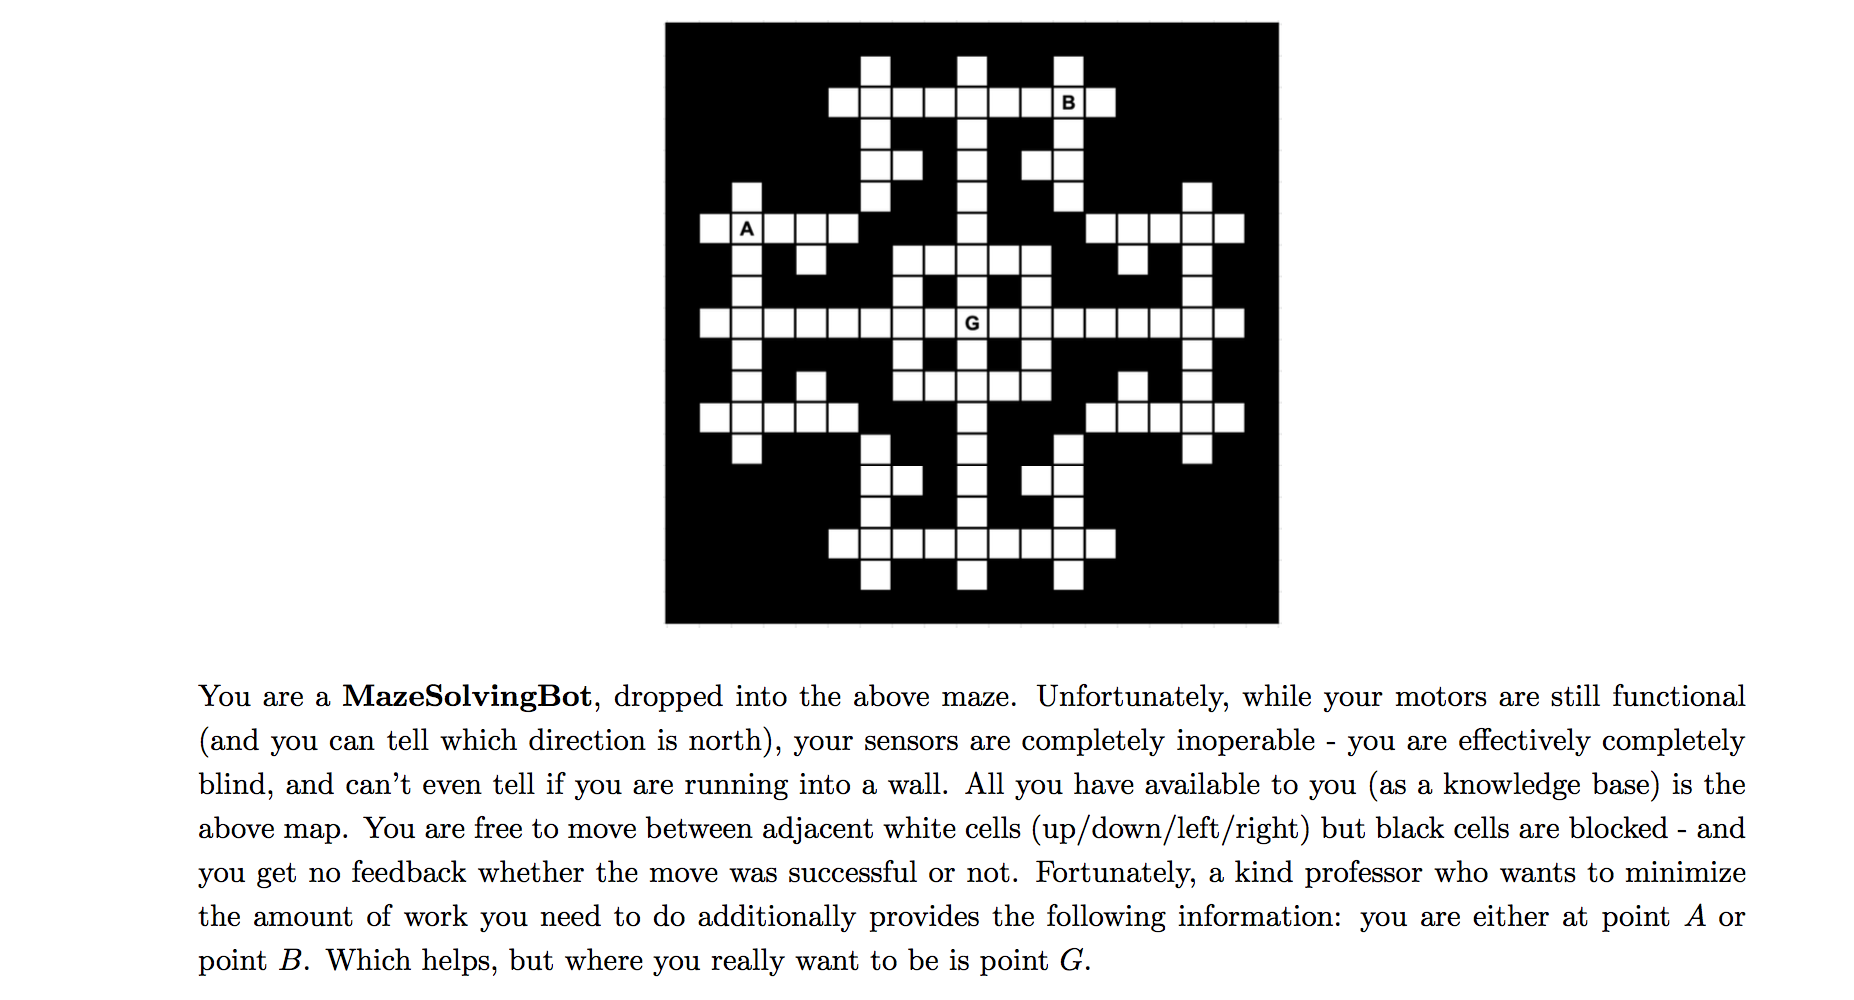 B
A
G
You are a MazeSolvingBot, dropped into the above maze. Unfortunately, while your motors are still functional
(and you can tell which direction is north), your sensors are completely inoperable - you are effectively completely
blind, and can't even tell if you are running into a wall. All you have available to you (as a knowledge base) is the
above map. You are free to move between adjacent white cells (up/down/left/right) but black cells are blocked - and
you get no feedback whether the move was successful or not. Fortunately, a kind professor who wants to minimize
the amount of work you need to do additionally provides the following information: you are either at point A or
point B. Which helps, but where you really want to be is point G.